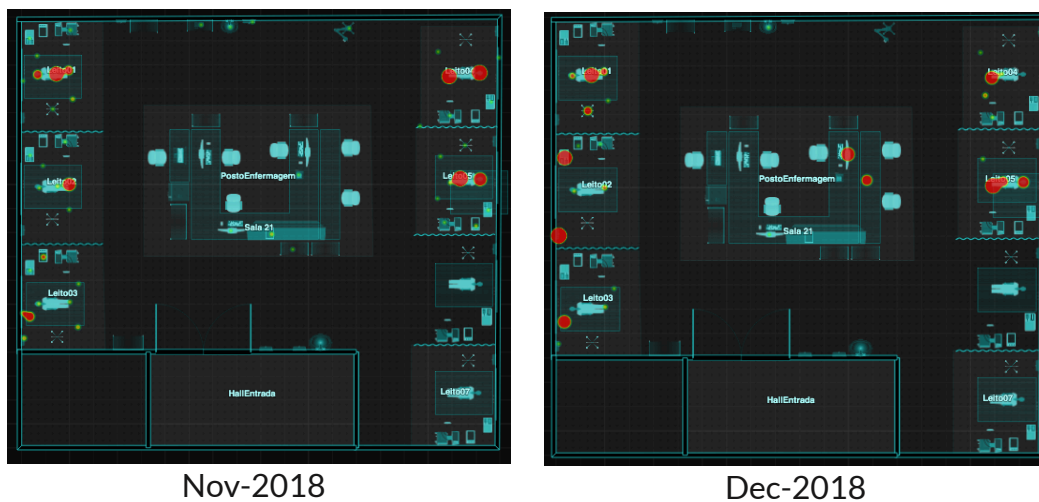 Leito01
Leito04
Leito02
PostoEnfermagem
Leito05
Sala 21
Leito03
Leito07
HallEntrada
Leito01
Leito04
Leito02
PostoEnfermagem
Leito05
Sala 21
Leito03
Leito07
HallEntrada
Nov-2018
Dec-2018